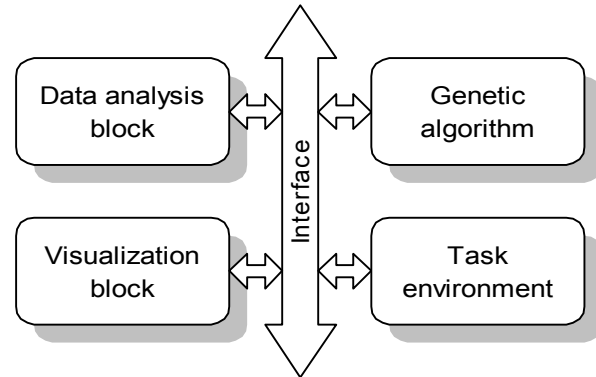 Data analysis
block
Genetic
algorithm
Interface
Visualization
block
Task
environment